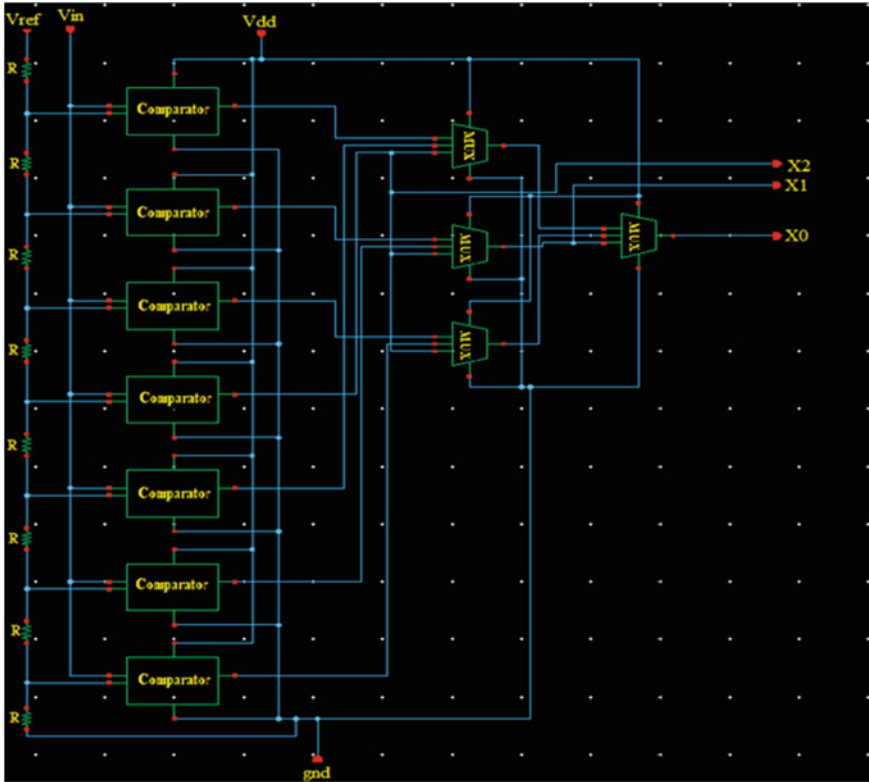 Vref Vin Vdd
R
Comparator
MUX
R
X2
X1
Comparator
MUX
MUX
X0
R
Comparator
MUX
R
Comparator
R
Comparator
R
Comparator
R
Comparator
R
gnd